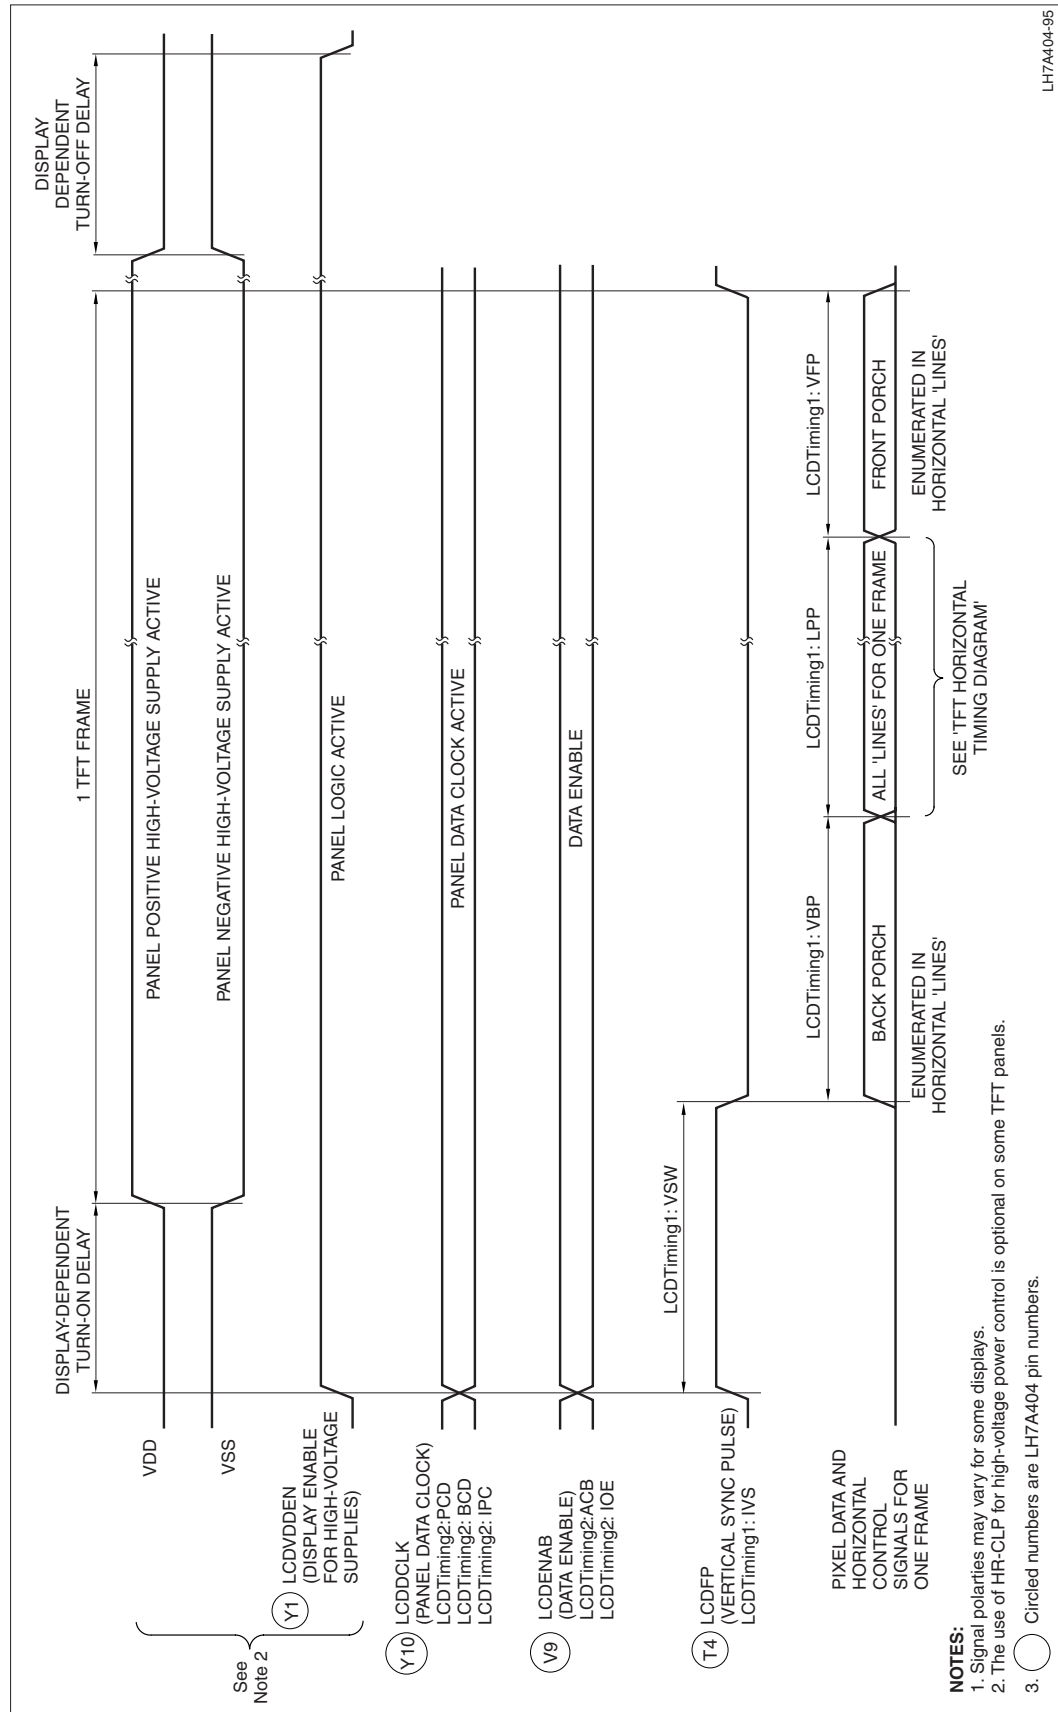 DISPLAY-DEPENDENT
TURN-ON DELAY
1 TFT FRAME
DISPLAY
DEPENDENT
TURN-OFF DELAY
VDD
PANEL POSITIVE HIGH-VOLTAGE SUPPLY ACTIVE
VSS
PANEL NEGATIVE HIGH-VOLTAGE SUPPLY ACTIVE
See
Note 2
Y1
LCDVDDEN
(DISPLAY ENABLE
FOR HIGH-VOLTAGE
SUPPLIES)
PANEL LOGIC ACTIVE
Y10
LCDDCLK
(PANEL DATA CLOCK)
LCDTiming2:PCD
LCDTiming2: BCD
LCDTiming2: IPC
PANEL DATA CLOCK ACTIVE
V9
LCDENAB
(DATA ENABLE)
LCDTiming2:ACB
LCDTiming2: IOE
DATA ENABLE
LCDTiming1: VSW
T4
LCDFP
(VERTICAL SYNC PULSE)
LCDTiming1: IVS
LCDTiming1: VBP
LCDTiming1: LPP
LCDTiming1: VFP
PIXEL DATA AND
HORIZONTAL
CONTROL
SIGNALS FOR
ONE FRAME
BACK PORCH
ALL 'LINES' FOR ONE FRAME
FRONT PORCH
ENUMERATED IN
HORIZONTAL 'LINES'
SEE 'TFT HORIZONTAL
TIMING DIAGRAM'
ENUMERATED IN
HORIZONTAL 'LINES'
NOTES:
1. Signal polarties may vary for some displays.
2. The use of HR-CLP for high-voltage power control is optional on some TFT panels.
3. Circled numbers are LH7A404 pin numbers.
LH7A404-95